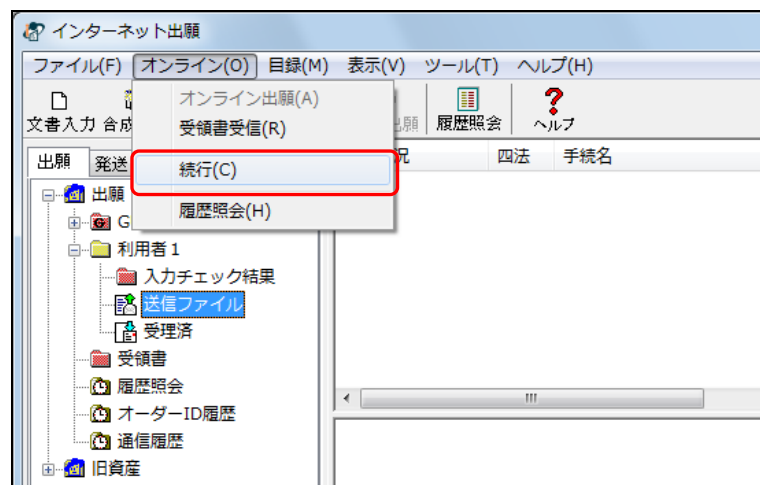 インターネット出願
ファイル(F) オンライン(O) 目録(M) 表示(V) ツール(T) ヘルプ(H)
文書入力 合成 出願 履歴照会 ヘルプ
オンライン出願(A)
受領書受信(R)
続行(C)
履歴照会(H)
出願 発送 況 四法 手続名
出願
G
利用者1
入力チェック結果
送信ファイル
受理済
受領書
履歴照会
オーダーID履歴
通信履歴
旧資産